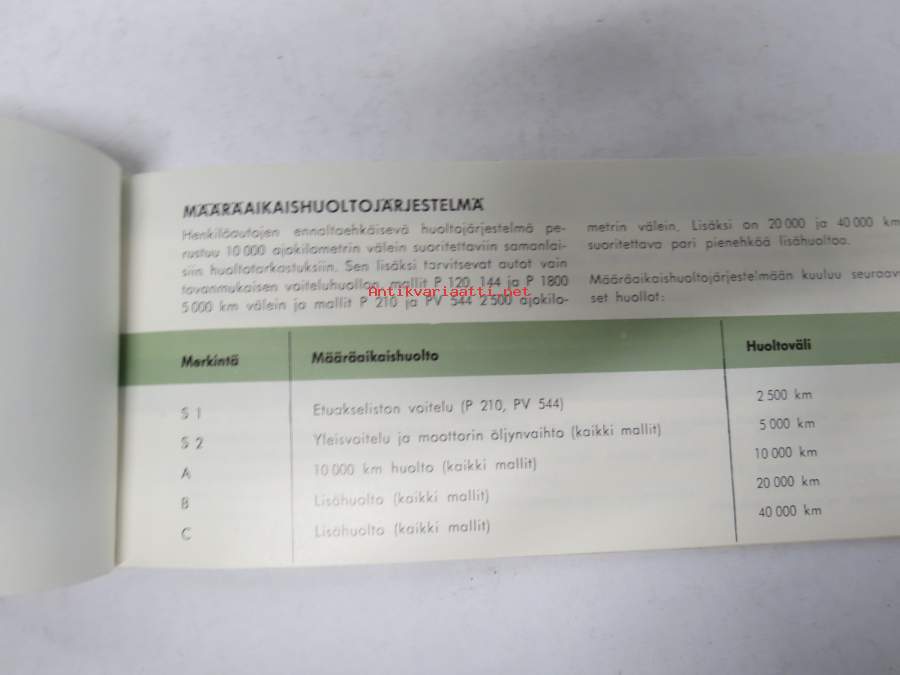 MÄÄRÄAIKAISHUOLTOJÄRJESTELMÄ
Henkilöautojen ennaltaehkäisevä huoltojärjestelmä pe-
rustuu 10 000 ajokilometrin välein suoritettaviin samanlai-
siin huoltotarkastuksiin. Sen lisäksi tarvitsevat autot vain
tavanmukaisen voiteluhuollon, mallit P 120, 144 ja P 1800
5 000 km välein ja mallit P 210 ja PV 544 2 500 ajokilo-
metrin välein. Lisäksi on 20 000 ja 40 000 km
suoritettava pari pienehköä lisähuoltoa.
Määräaikaishuoltojärjestelmään kuuluu seuraav
set huollot:
Antikvariaatti.net
Merkintä Määräaikaishuolto Huoltoväli
S 1 Etuakseliston voitelu (P 210, PV 544) 2 500 km
S 2 Yleisvoitelu ja moottorin öljynvaihto (kaikki mallit) 5 000 km
A 10 000 km huolto (kaikki mallit) 10 000 km
B Lisähuolto (kaikki mallit) 20 000 km
C Lisähuolto (kaikki mallit) 40 000 km